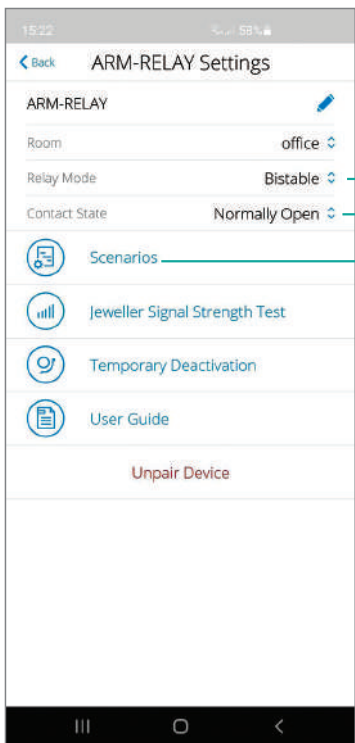 15:22 58%
Back ARM-RELAY Settings
ARM-RELAY
Room office
Relay Mode Bistable
Contact State Normally Open
Scenarios
Jeweller Signal Strength Test
Temporary Deactivation
User Guide
Unpair Device